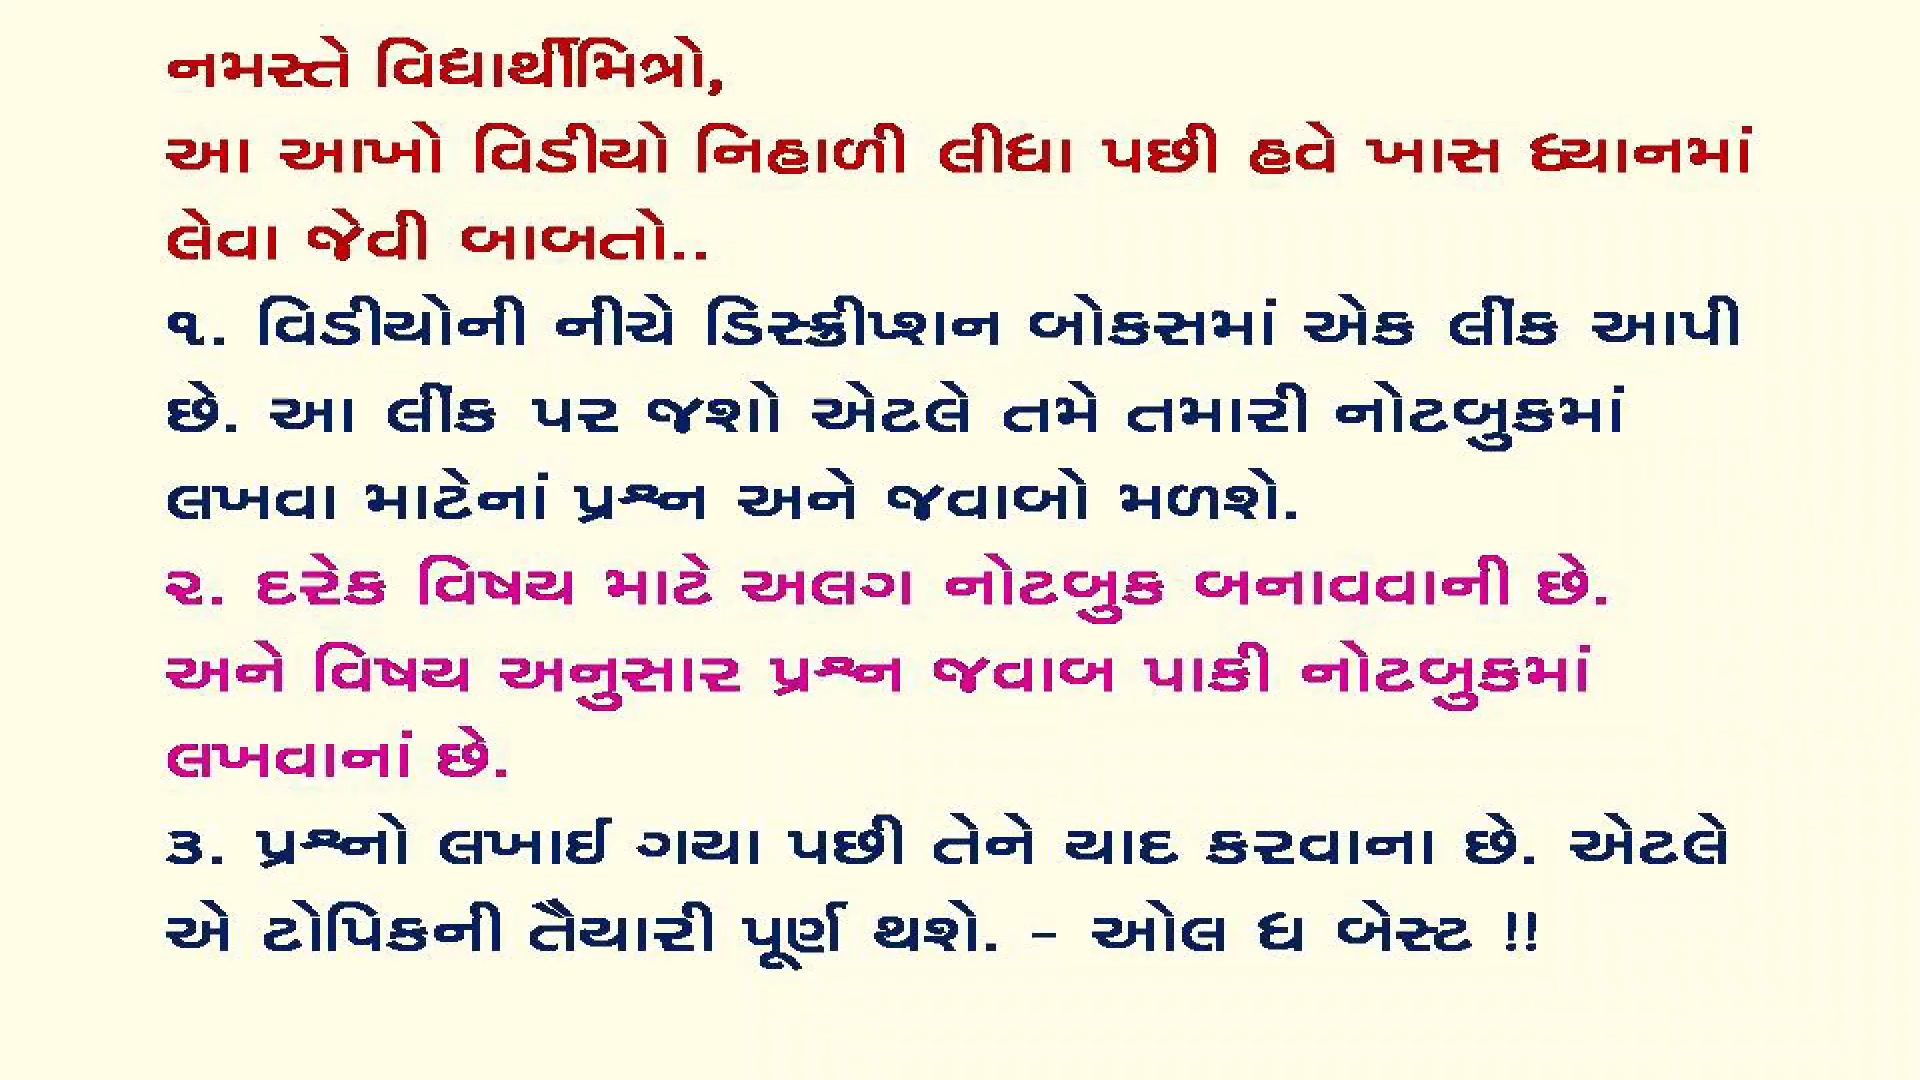 નમસ્તે વિદ્યાર્થીમિત્રો,
આ આખો વિડીયો નિહાળી લીધા પછી હવે ખાસ ધ્યાનમાં
લેવા જેવી બાબતો..
૧. વિડીયોની નીચે ડિસ્ક્રીપ્શન બોકસમાં એક લીંક આપી
છે. આ લીંક પર જશો એટલે તમે તમારી નોટબુકમાં
લખવા માટેનાં પ્રશ્ન અને જવાબો મળશે.
૨. દરેક વિષય માટે અલગ નોટબુક બનાવવાની છે.
અને વિષય અનુસાર પ્રશ્ન જવાબ પાકી નોટબુકમાં
લખવાનાં છે.
૩. પ્રશ્નો લખાઈ ગયા પછી તેને યાદ કરવાના છે. એટલે
એ ટોપિકની તૈયારી પૂર્ણ થશે. - ઓલ ધ બેસ્ટ !!